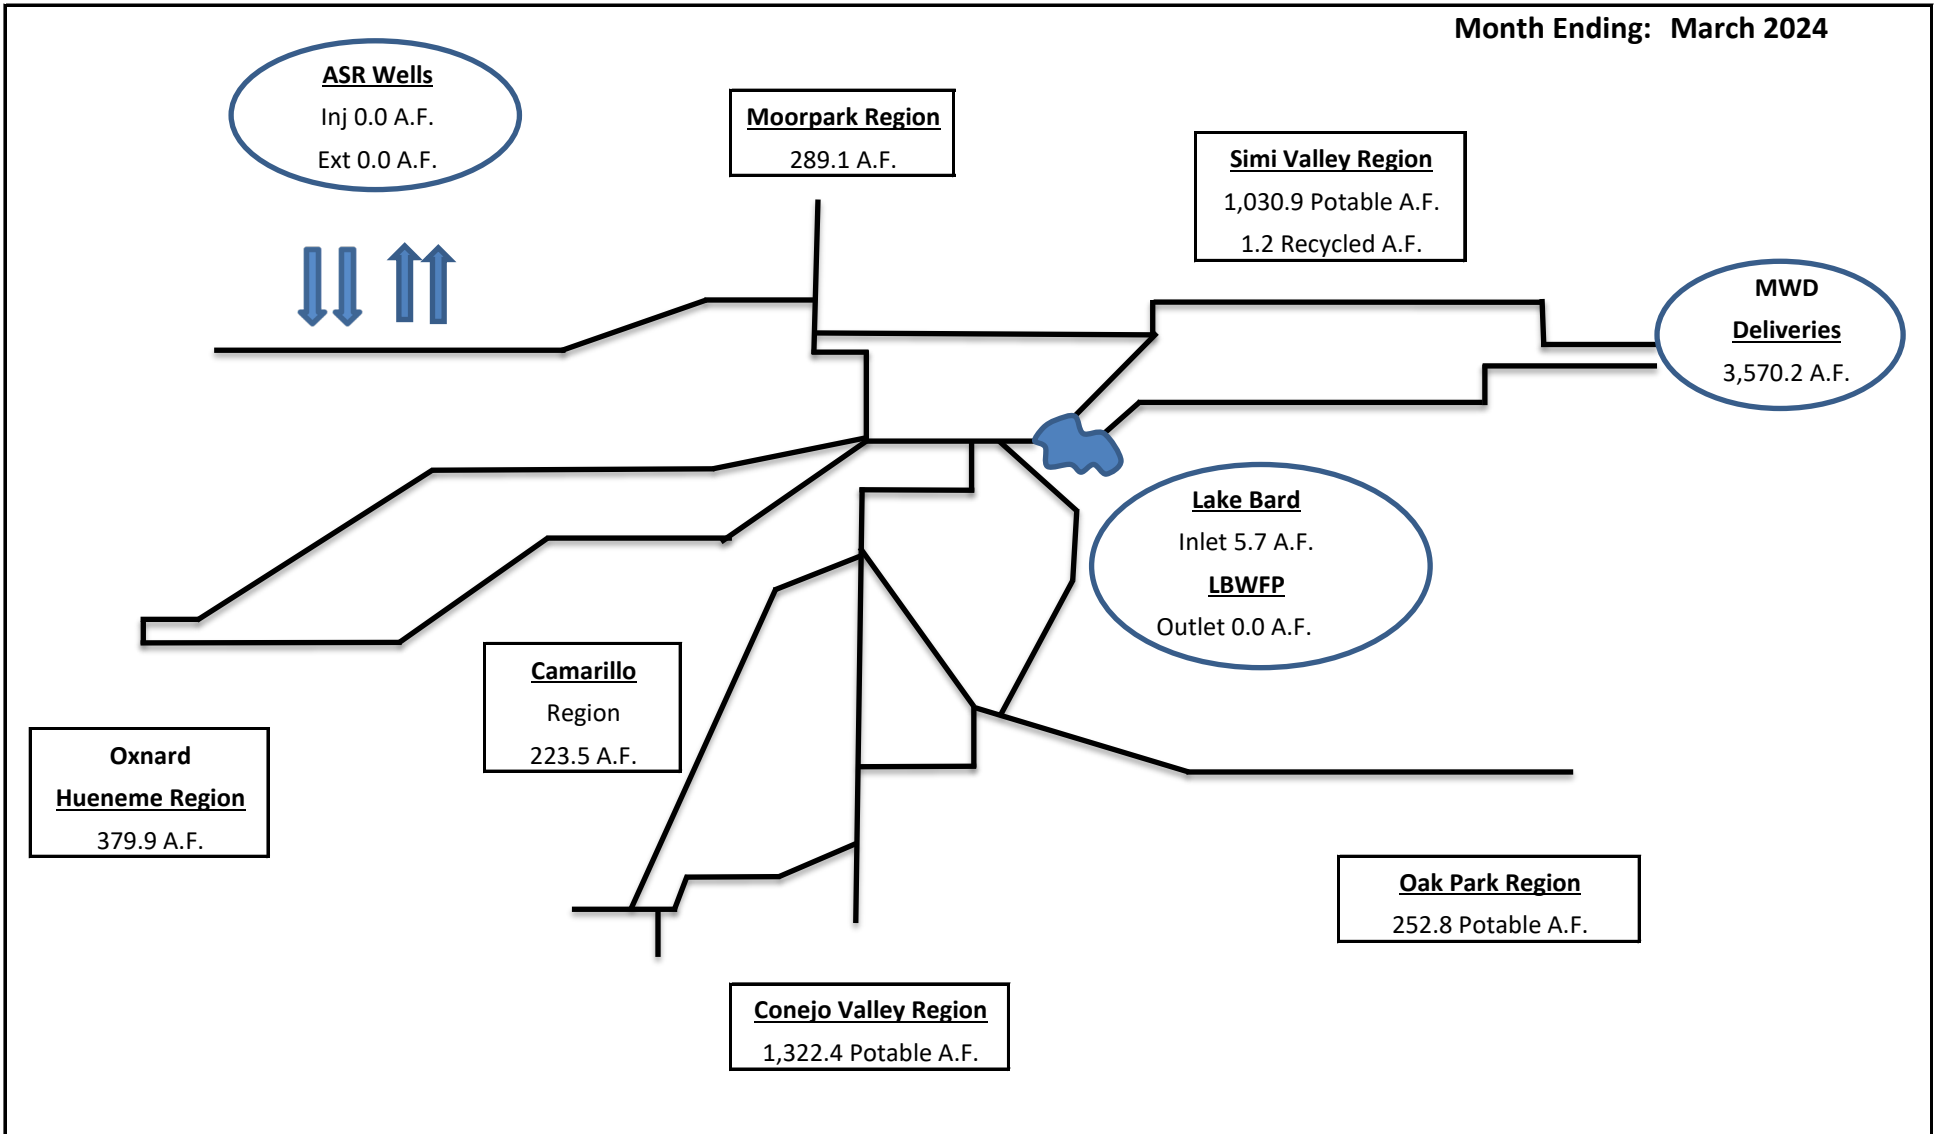 Month Ending: March 2024
ASR Wells
Inj 0.0 A.F.
Ext 0.0 A.F.
Moorpark Region
289.1 A.F.
Simi Valley Region
1,030.9 Potable A.F.
1.2 Recycled A.F.
MWD
Deliveries
3,570.2 A.F.
Lake Bard
Inlet 5.7 A.F.
LBWFP
Outlet 0.0 A.F.
Camarillo
Region
223.5 A.F.
Oxnard
Hueneme Region
379.9 A.F.
Oak Park Region
252.8 Potable A.F.
Conejo Valley Region
1,322.4 Potable A.F.